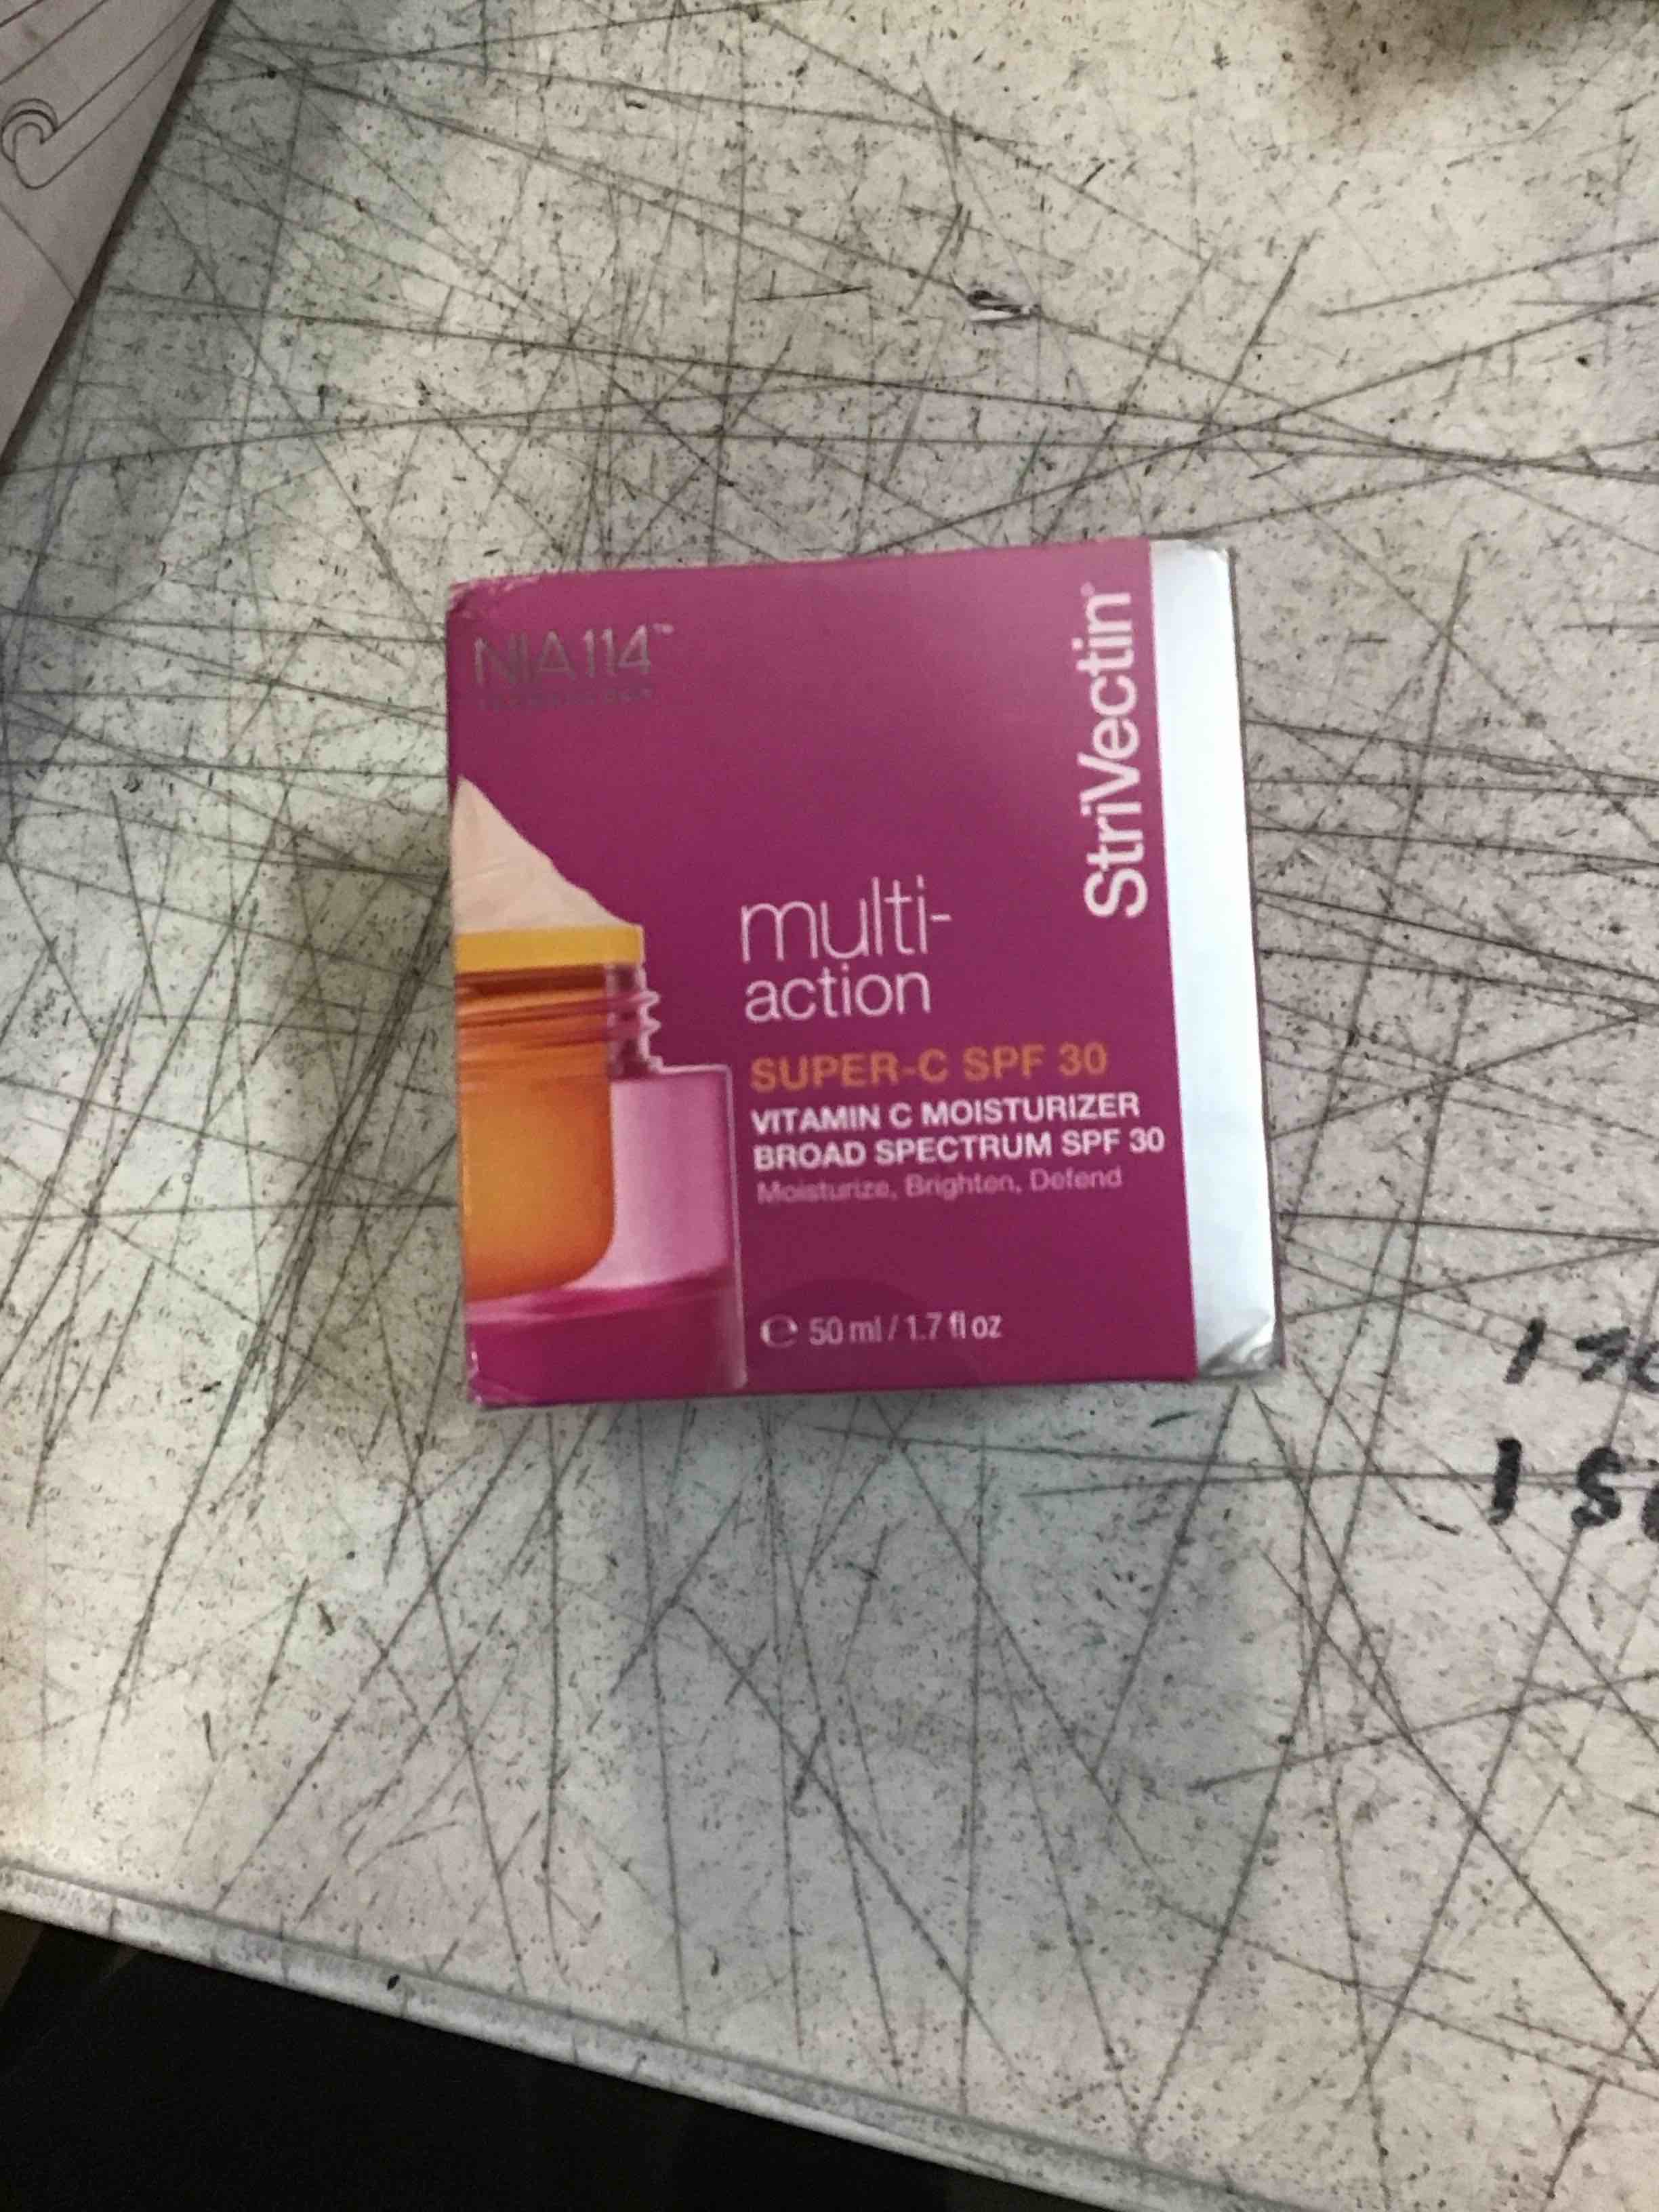 NIA114™
StriVectin®
multi-
action
SUPER-C SPF 30
VITAMIN C MOISTURIZER
BROAD SPECTRUM SPF 30
Moisturize, Brighten, Defend
e 50 ml / 1.7 fl oz